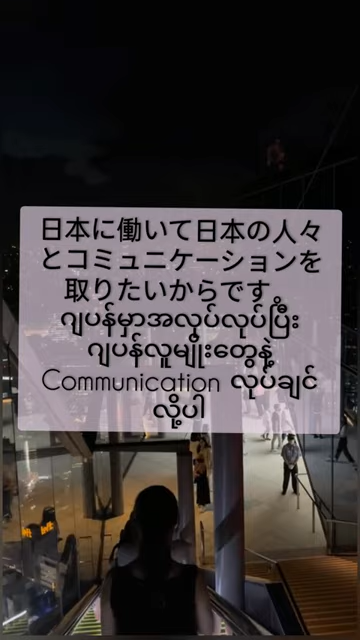 日本に働いて日本の人々
とコミュニケーションを
取りたいからです。
ဂျပန်မှာအလုပ်လုပ်ပြီး
ဂျပန်လူမျိုးတွေနဲ့
Communication လုပ်ချင်
လို့ပါ